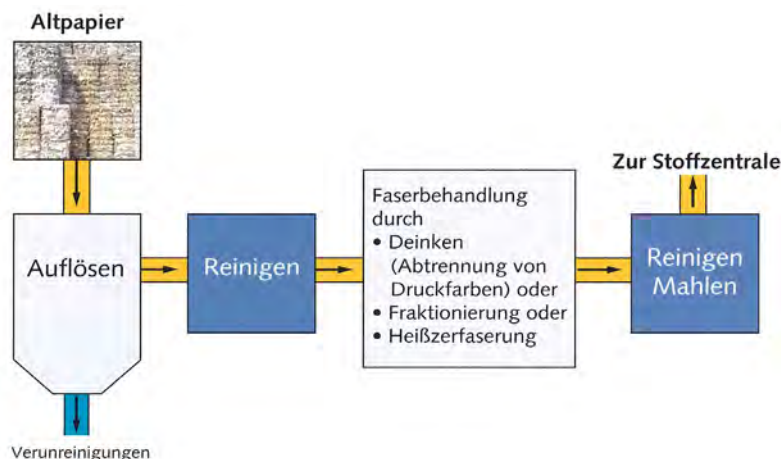 Altpapier
Auflösen
Verunreinigungen
Reinigen
Faserbehandlung
durch
• Deinken
(Abtrennung von
Druckfarben) oder
• Fraktionierung oder
• Heißzerfaserung
Zur Stoffzentrale
Reinigen
Mahlen